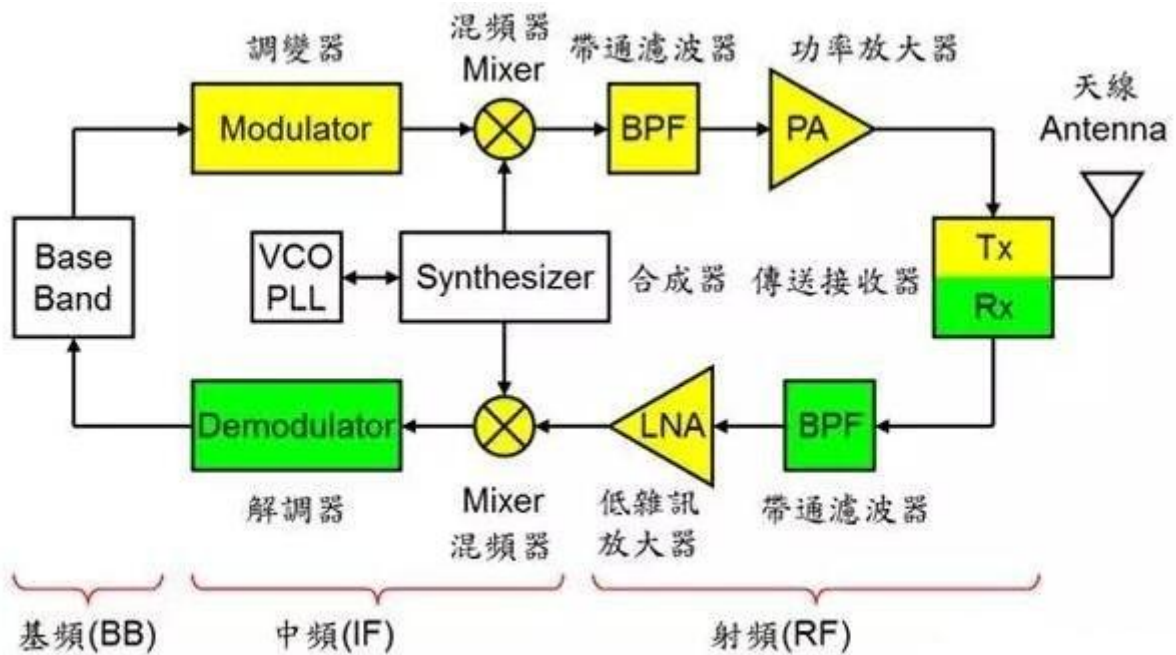 調變器
混頻器
Mixer
帶通濾波器
功率放大器
天線
Antenna
Modulator
BPF
PA
Base
Band
VCO
PLL
Synthesizer
合成器
傳送接收器
Tx
Rx
Demodulator
LNA
BPF
解調器
Mixer
混頻器
低雜訊
放大器
帶通濾波器
基頻(BB)
中頻(IF)
射頻(RF)